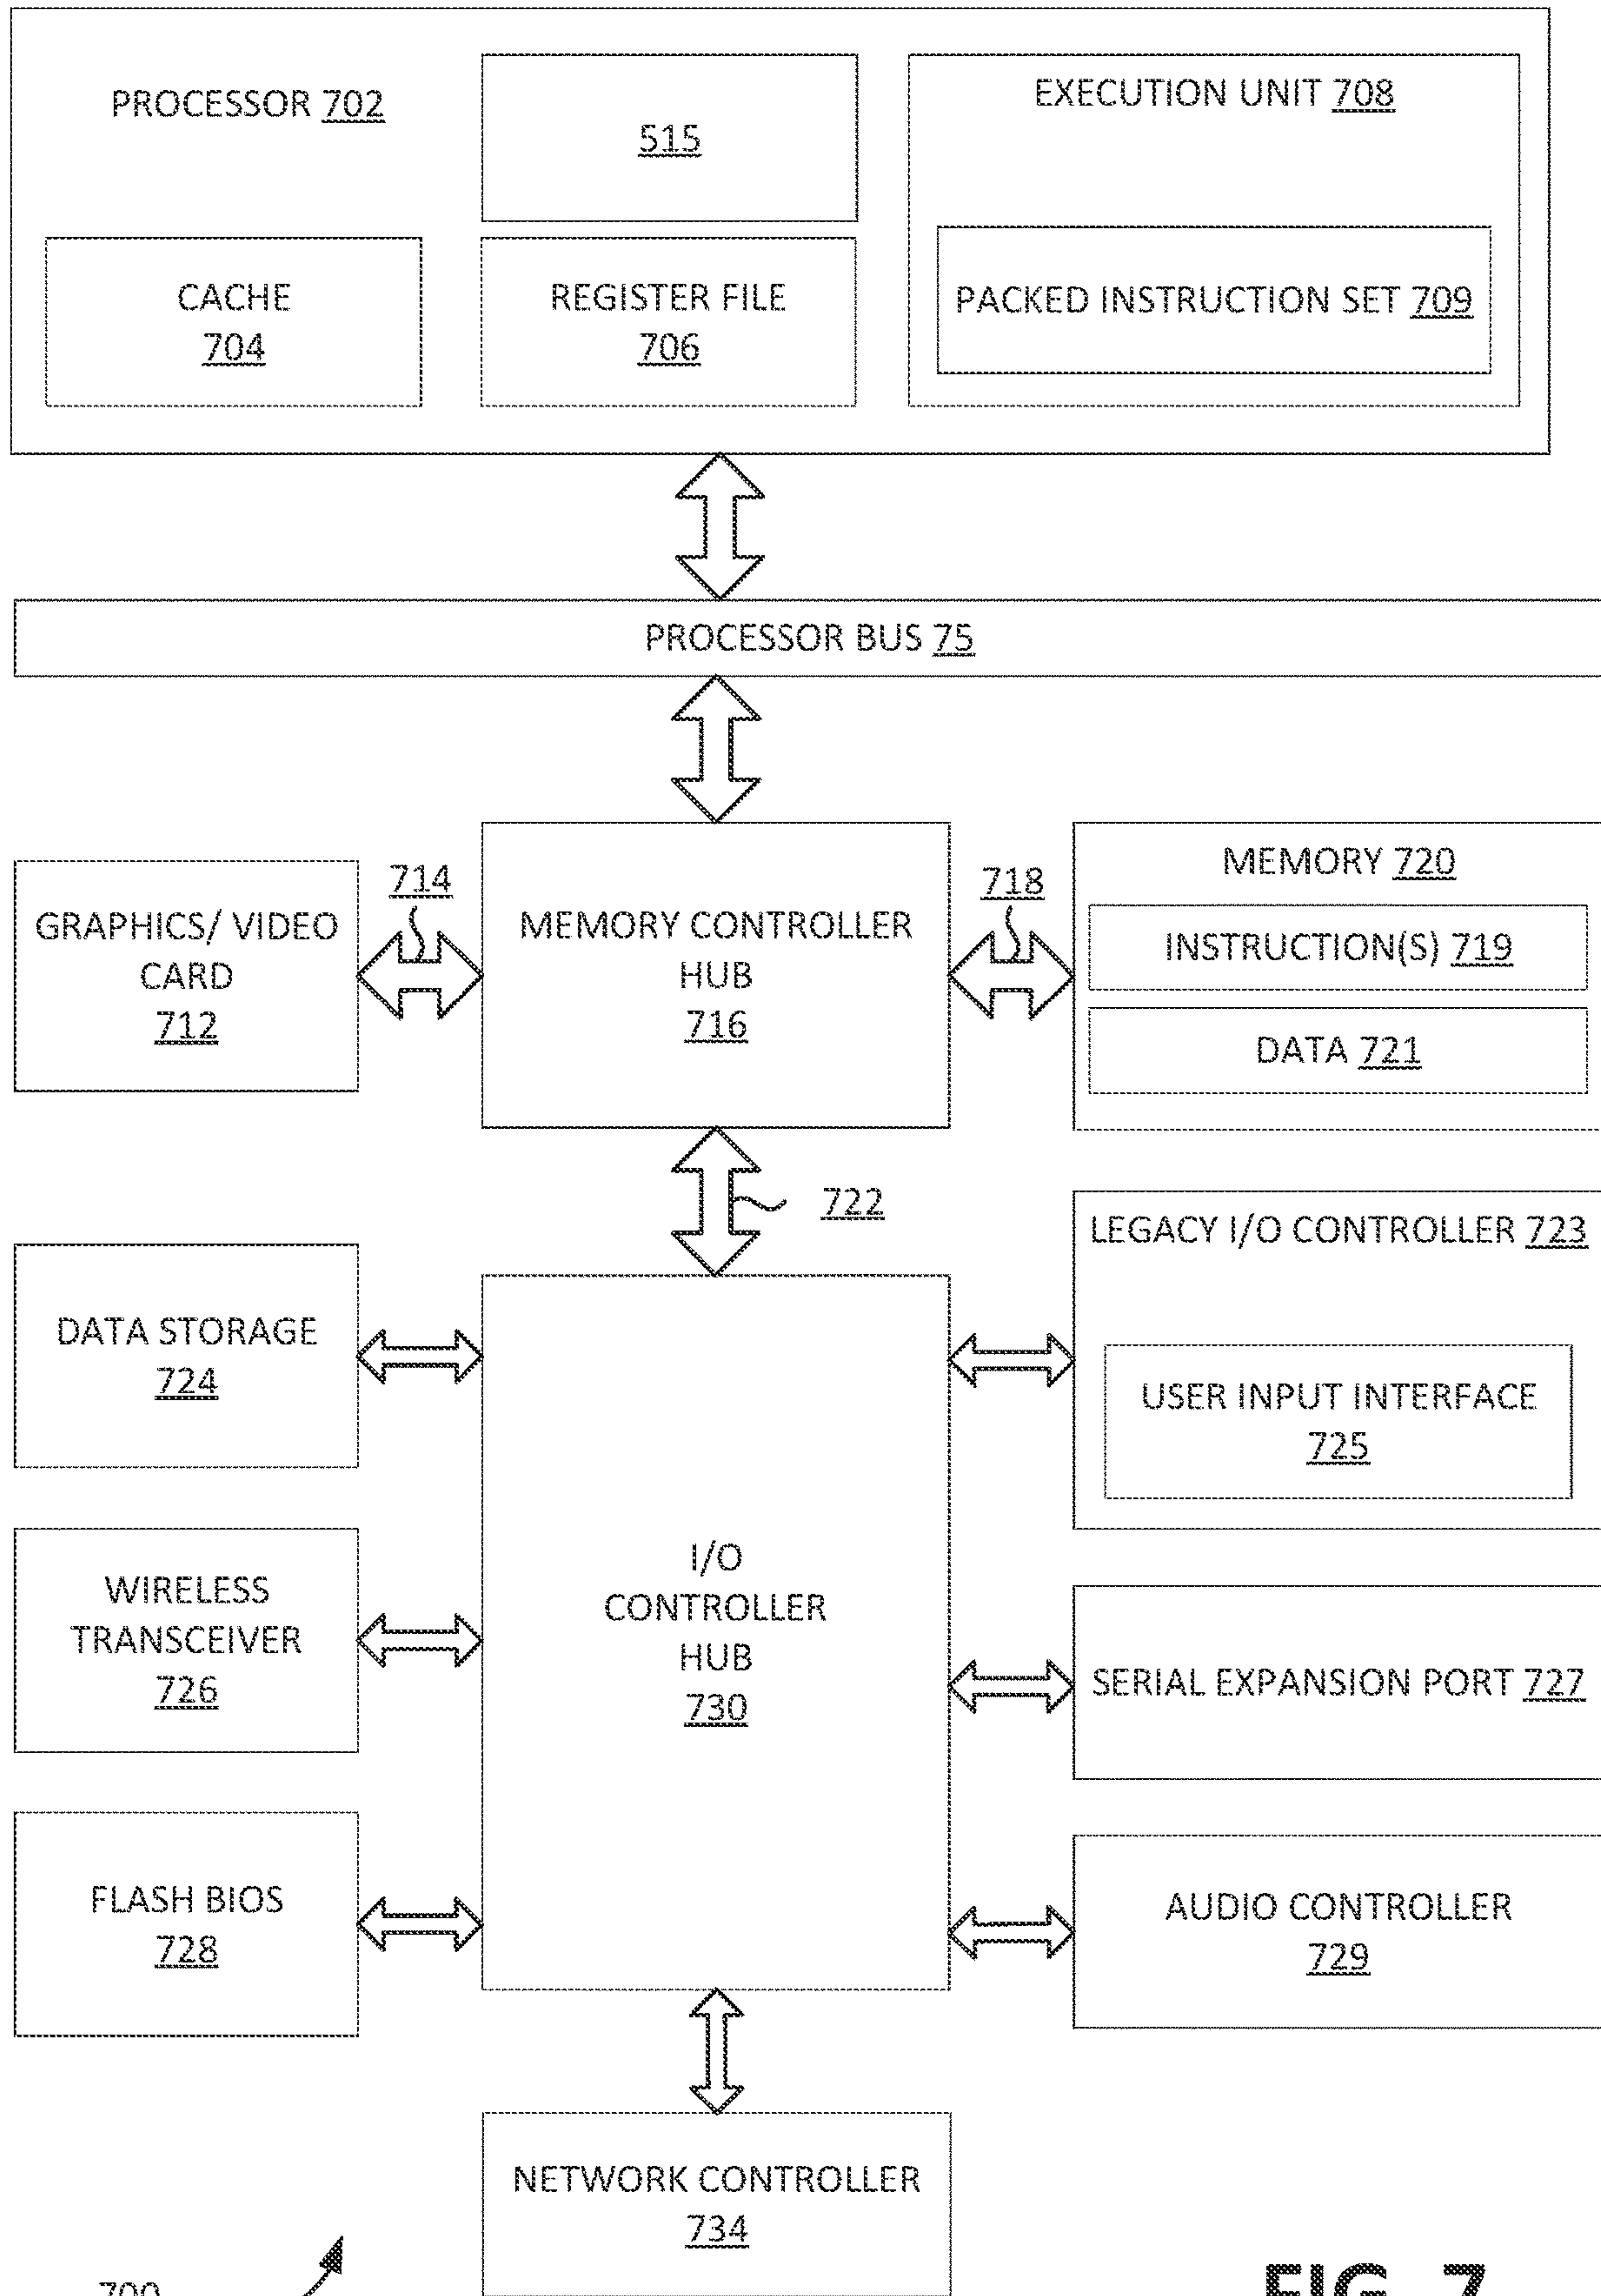 PROCESSOR 702
515
EXECUTION UNIT 708
CACHE
704
REGISTER FILE
706
PACKED INSTRUCTION SET 709
PROCESSOR BUS 75
GRAPHICS/ VIDEO
CARD
712
714
MEMORY CONTROLLER
HUB
716
718
MEMORY 720
INSTRUCTION(S) 719
DATA 721
722
LEGACY I/O CONTROLLER 723
USER INPUT INTERFACE
725
DATA STORAGE
724
WIRELESS
TRANSCEIVER
726
I/O
CONTROLLER
HUB
730
SERIAL EXPANSION PORT 727
FLASH BIOS
728
AUDIO CONTROLLER
729
NETWORK CONTROLLER
734
700
FIG. 7